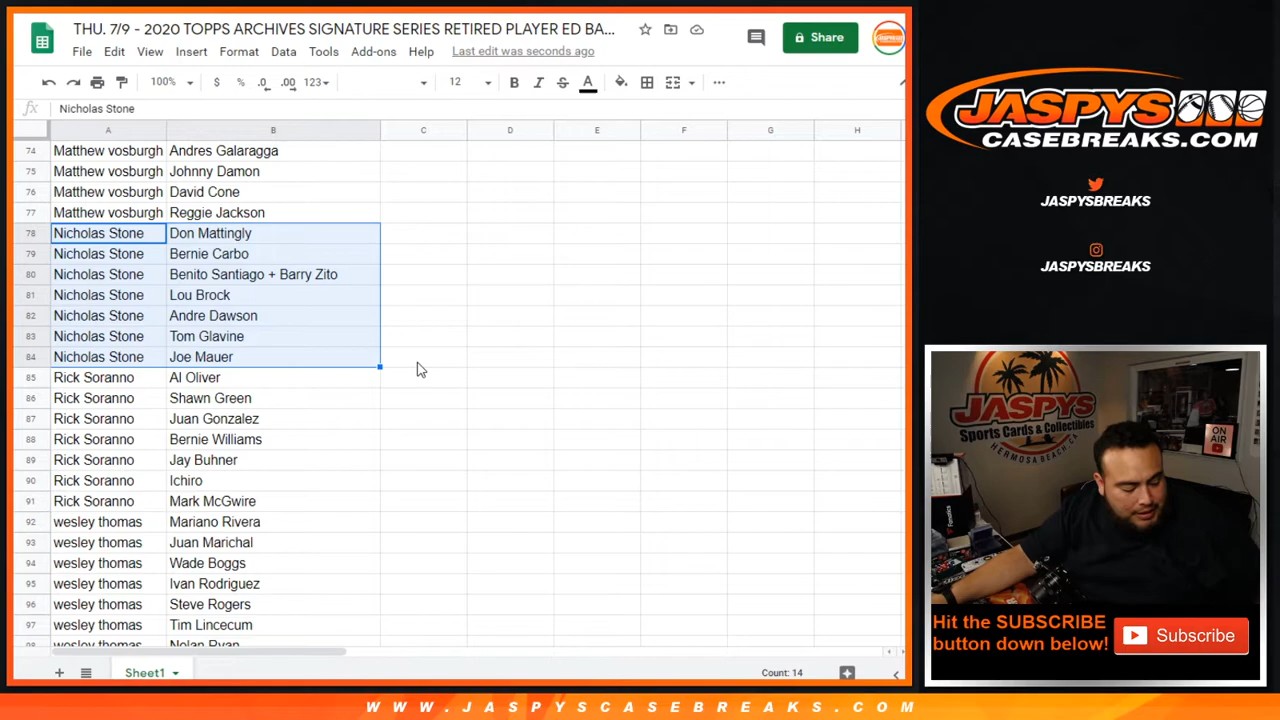 THU. 7/9 - 2020 TOPPS ARCHIVES SIGNATURE SERIES RETIRED PLAYER ED BA...
File Edit View Insert Format Data Tools Add-ons Help Last edit was seconds ago
Share
100% $ % .0 .00 123 12 B I S A
fx Nicholas Stone
A B C D E F G H
74 Matthew vosburgh Andres Galaragga
75 Matthew vosburgh Johnny Damon
76 Matthew vosburgh David Cone
77 Matthew vosburgh Reggie Jackson
78 Nicholas Stone Don Mattingly
79 Nicholas Stone Bernie Carbo
80 Nicholas Stone Benito Santiago + Barry Zito
81 Nicholas Stone Lou Brock
82 Nicholas Stone Andre Dawson
83 Nicholas Stone Tom Glavine
84 Nicholas Stone Joe Mauer
85 Rick Soranno Al Oliver
86 Rick Soranno Shawn Green
87 Rick Soranno Juan Gonzalez
88 Rick Soranno Bernie Williams
89 Rick Soranno Jay Buhner
90 Rick Soranno Ichiro
91 Rick Soranno Mark McGwire
92 wesley thomas Mariano Rivera
93 wesley thomas Juan Marichal
94 wesley thomas Wade Boggs
95 wesley thomas Ivan Rodriguez
96 wesley thomas Steve Rogers
97 wesley thomas Tim Lincecum
98 wesley thomas Nolan Ryan
Sheet1 Count: 14
JASPYS
CASEBREAKS.COM
JASPYSBREAKS
JASPYSBREAKS
JASPYS
Sports Cards & Collectibles
HERMOSA BEACH, CA
ON AIR
Fanatics
Hit the SUBSCRIBE
button down below!
Subscribe
WWW.JASPYSCASEBREAKS.COM